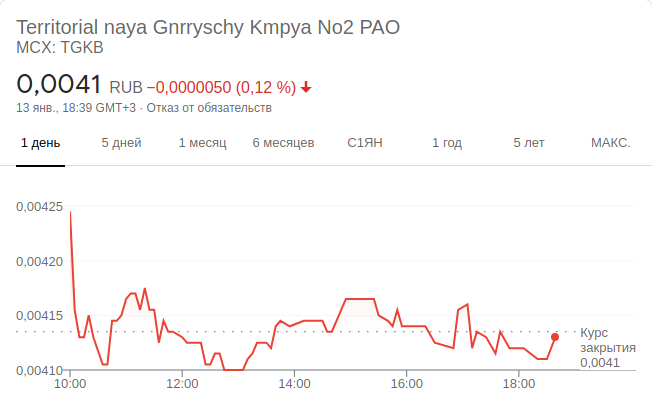 Territorial naya Gnrryschy Kmpya No2 PAO
MCX: TGKB
0,0041 RUB −0,0000050 (0,12 %)
13 янв., 18:39 GMT+3 · Отказ от обязательств
1 день 5 дней 1 месяц 6 месяцев С1ЯН 1 год 5 лет МАКС.
0,00425
0,00420
0,00415
0,00410
Курс
закрытия
0,0041
10:00 12:00 14:00 16:00 18:00